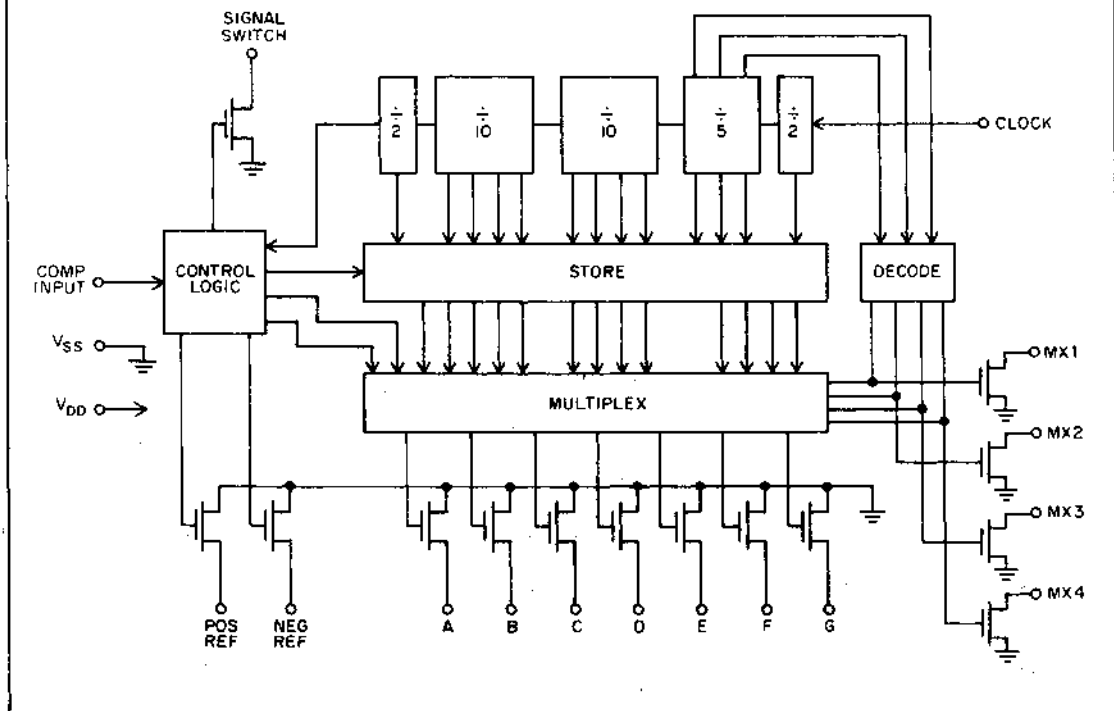 SIGNAL
SWITCH
÷
2
÷
10
÷
10
÷
5
÷
2
CLOCK
COMP
INPUT
CONTROL
LOGIC
STORE
DECODE
VSS
VDD
MULTIPLEX
MX1
MX2
MX3
MX4
POS
REF
NEG
REF
A
B
C
D
E
F
G